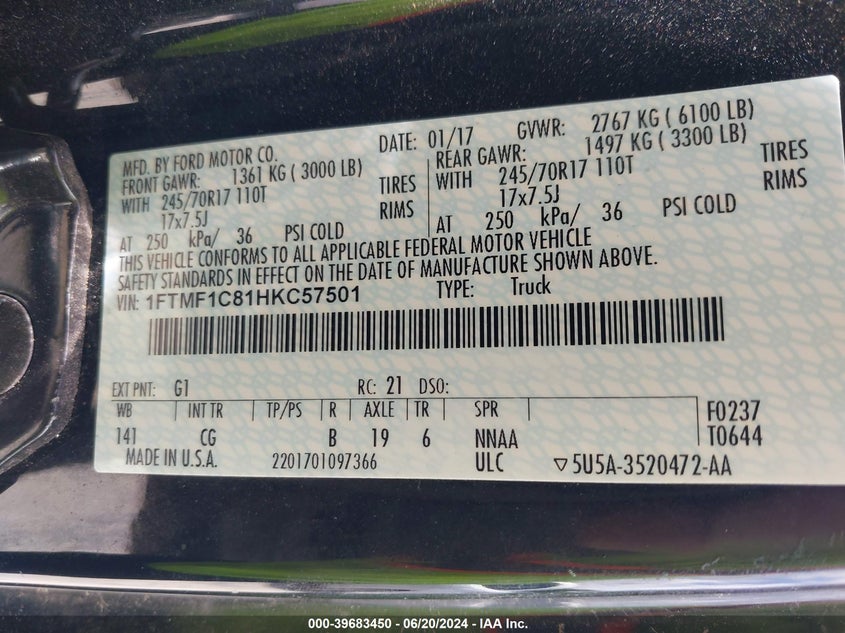 MFD. BY FORD MOTOR CO. DATE: 01/17 GVWR: 2767 KG ( 6100 LB)
FRONT GAWR: 1361 KG ( 3000 LB) REAR GAWR: 1497 KG ( 3300 LB)
WITH 245/70R17 110T TIRES WITH 245/70R17 110T TIRES
17x7.5J RIMS 17x7.5J RIMS
AT 250 kPa/ 36 PSI COLD AT 250 kPa/ 36 PSI COLD
THIS VEHICLE CONFORMS TO ALL APPLICABLE FEDERAL MOTOR VEHICLE
SAFETY STANDARDS IN EFFECT ON THE DATE OF MANUFACTURE SHOWN ABOVE.
VIN: 1FTMF1C81HKC57501 TYPE: Truck
EXT PNT: G1 RC: 21 DSO:
WB INT TR TP/PS R AXLE TR SPR F0237
141 CG B 19 6 NNAA T0644
MADE IN U.S.A. 2201701097366 ULC ▽5U5A-3520472-AA
000-39683450 / 06/20/2024 - IAA Inc.